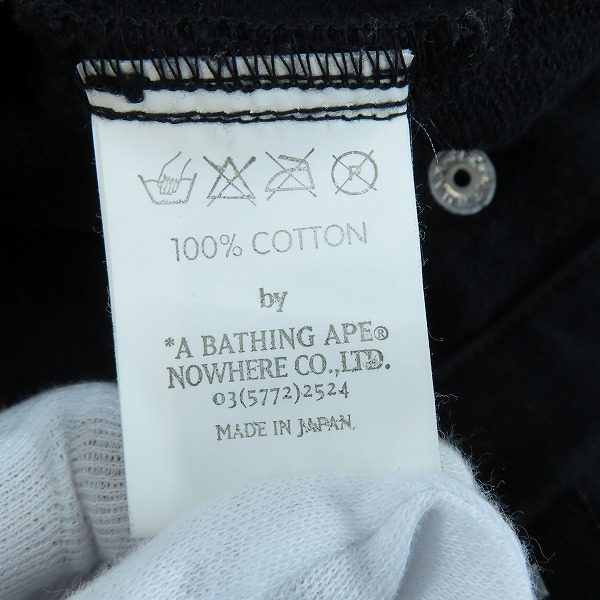 100% COTTON
by
*A BATHING APE®
NOWHERE CO.,LTD.
03(5772)2524
MADE IN JAPAN.